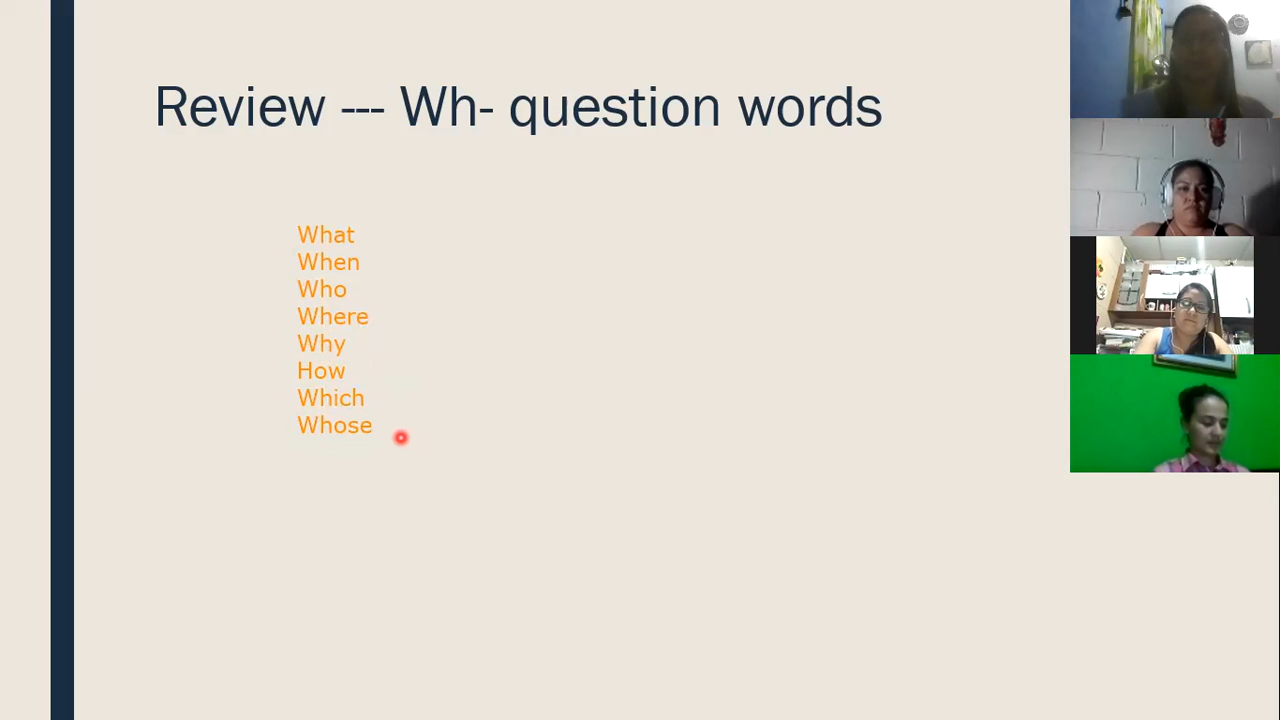 Review --- Wh- question words
What
When
Who
Where
Why
How
Which
Whose